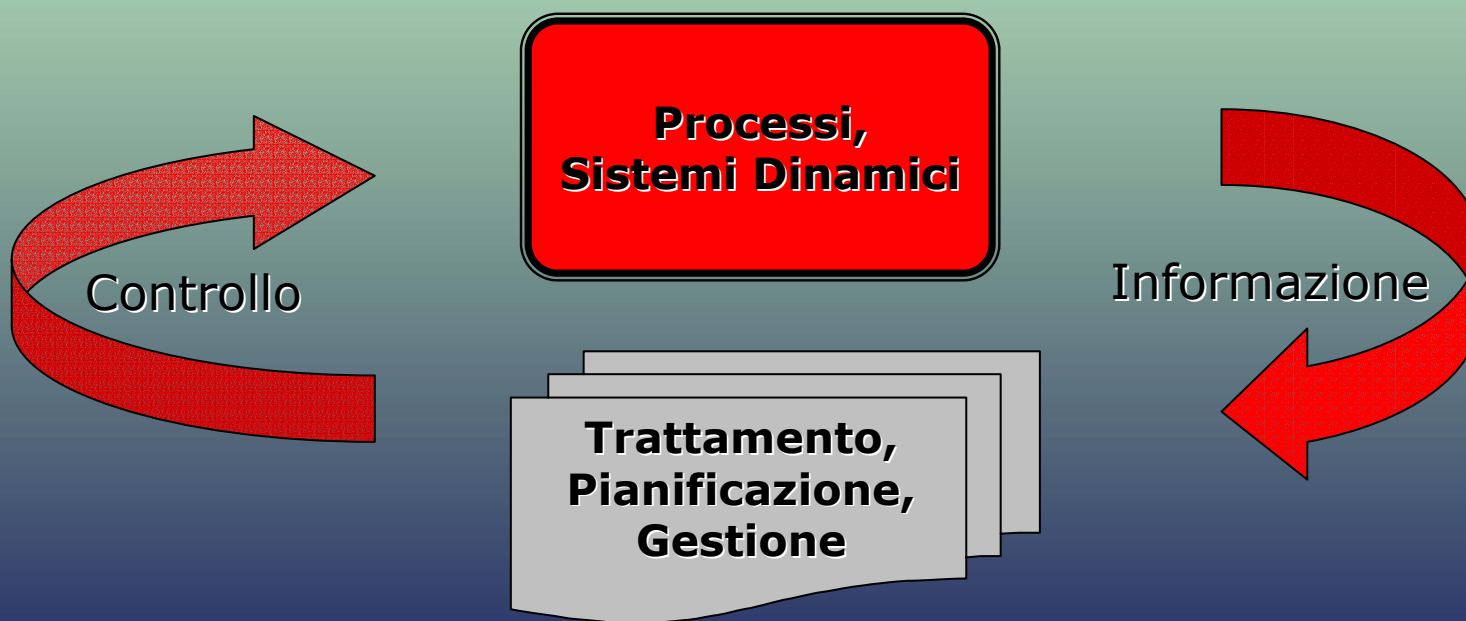 Processi,
Sistemi Dinamici
Controllo
Informazione
Trattamento,
Pianificazione,
Gestione